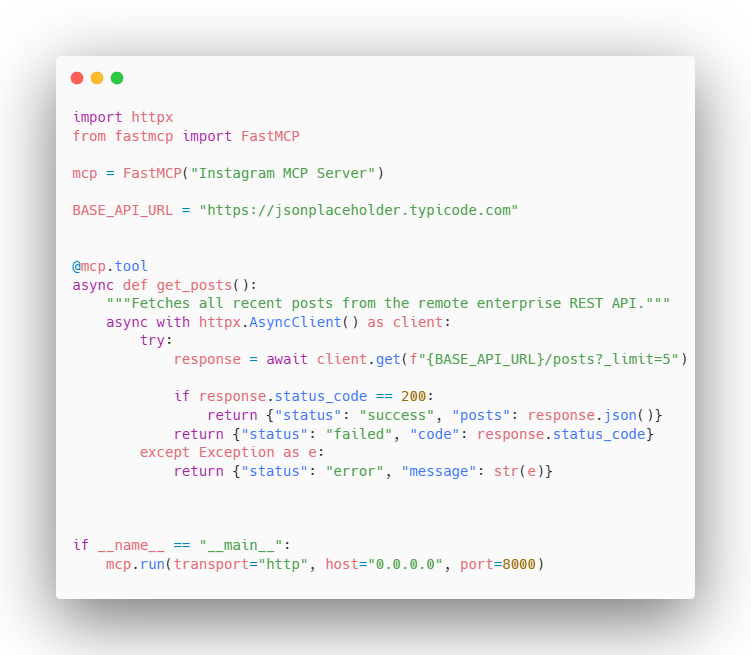 import httpx
from fastmcp import FastMCP
mcp = FastMCP("Instagram MCP Server")
BASE_API_URL = "https://jsonplaceholder.typicode.com"
@mcp.tool
async def get_posts():
    """Fetches all recent posts from the remote enterprise REST API."""
    async with httpx.AsyncClient() as client:
        try:
            response = await client.get(f"{BASE_API_URL}/posts?_limit=5")
            if response.status_code == 200:
                return {"status": "success", "posts": response.json()}
            return {"status": "failed", "code": response.status_code}
        except Exception as e:
            return {"status": "error", "message": str(e)}
if __name__ == "__main__":
    mcp.run(transport="http", host="0.0.0.0", port=8000)